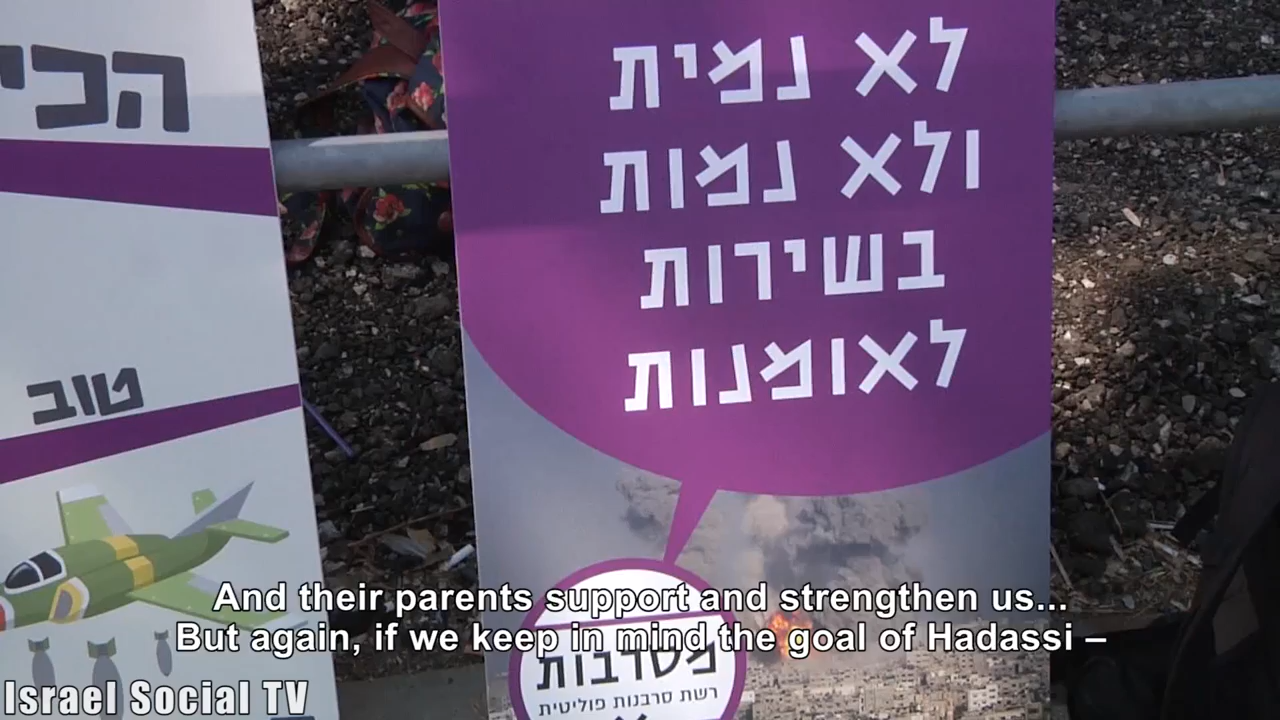 לא נמית
ולא נמות
בשירות
לאומנות
הכי
טוב
And their parents support and strengthen us...
But again, if we keep in mind the goal of Hadassi –
מסרבות
רשת סרבנות פוליטית
Israel Social TV